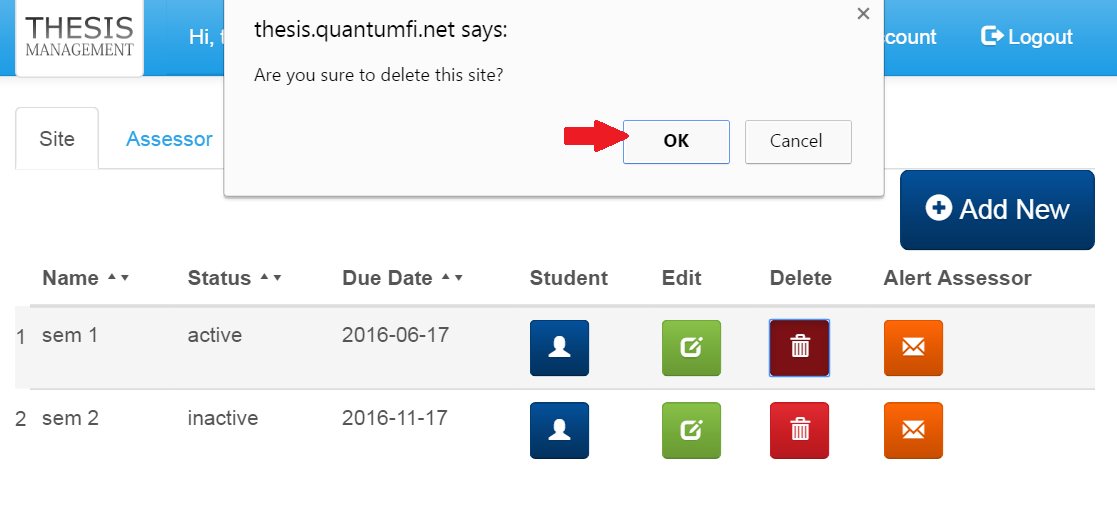 THESIS
MANAGEMENT
Hi,
Logout
thesis.quantumfi.net says:
Are you sure to delete this site?
OK
Cancel
Site
Assessor
Add New
Name
Status
Due Date
Student
Edit
Delete
Alert Assessor
1
sem 1
active
2016-06-17
2
sem 2
inactive
2016-11-17